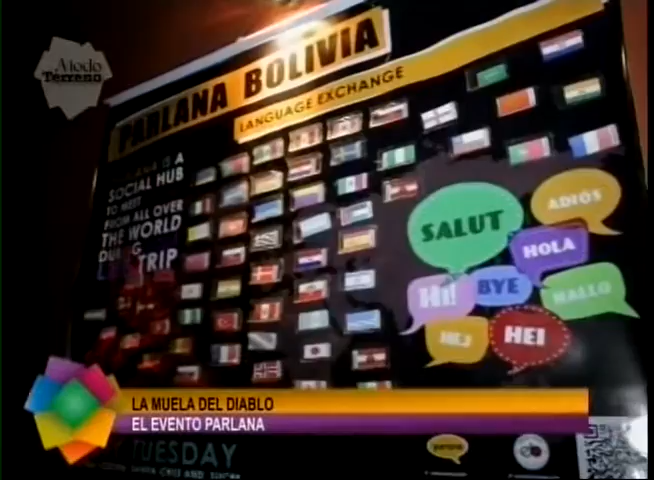 A todo
Terreno
PARLANA BOLIVIA
LANGUAGE EXCHANGE
IS A
SOCIAL HUB
TO MEET
FROM ALL OVER
THE WORLD
TRIP
SALUT
ADIÓS
HOLA
Hi!
BYE
HALLO
HEJ
HEI
LA MUELA DEL DIABLO
EL EVENTO PARLANA
TUESDAY